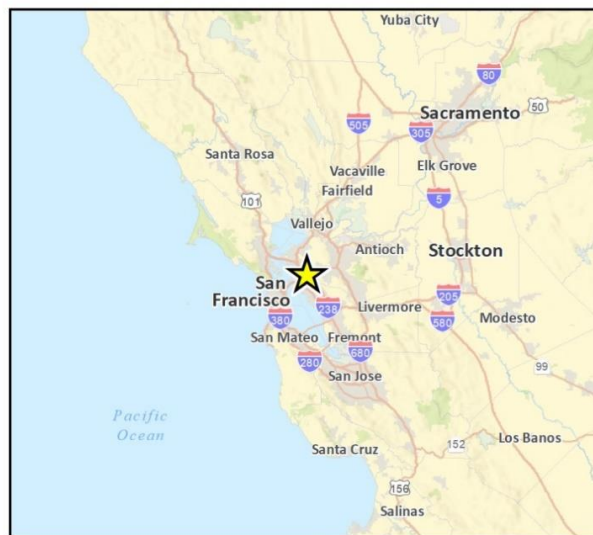 Yuba City
80
Sacramento
50
505
305
Santa Rosa
Elk Grove
Vacaville
Fairfield
101
5
Vallejo
Antioch
Stockton
San
Francisco
238
Livermore
205
380
580
Modesto
San Mateo
Fremont
680
280
San Jose
99
Pacific
Ocean
Santa Cruz
152
Los Banos
156
Salinas